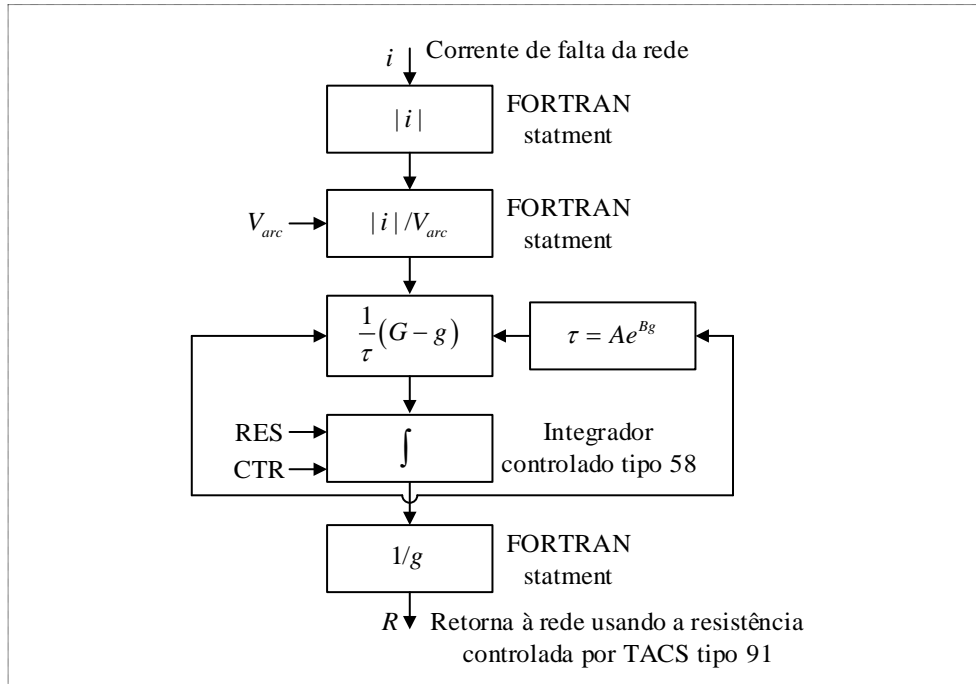 i Corrente de falta da rede
| i |
FORTRAN
statment
V_arc
| i | /V_arc
FORTRAN
statment
1/τ (G − g)
τ = Ae^{Bg}
RES
CTR
∫
Integrador
controlado tipo 58
1/g
FORTRAN
statment
R Retorna à rede usando a resistência
controlada por TACS tipo 91